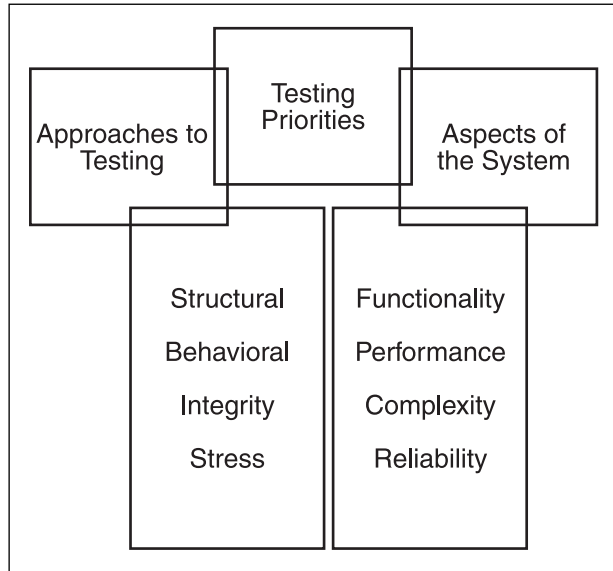 Testing
Priorities
Approaches to
Testing
Aspects of
the System
Structural
Behavioral
Integrity
Stress
Functionality
Performance
Complexity
Reliability